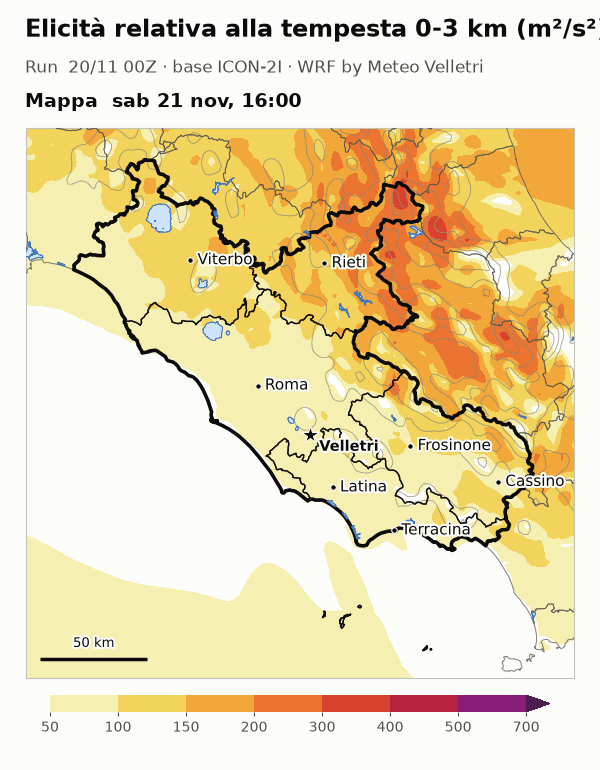 Elicità relativa alla tempesta 0-3 km (m²/s²)
Run 20/11 00Z · base ICON-2I · WRF by Meteo Velletri
Mappa sab 21 nov, 16:00
Viterbo
Rieti
Roma
Velletri
Frosinone
Latina
Cassino
Terracina
50 km
50 100 150 200 300 400 500 700